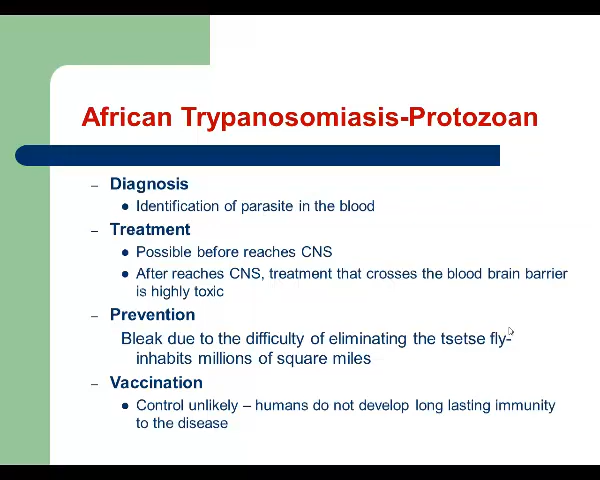 African Trypanosomiasis-Protozoan
– Diagnosis
● Identification of parasite in the blood
– Treatment
● Possible before reaches CNS
● After reaches CNS, treatment that crosses the blood brain barrier
is highly toxic
– Prevention
Bleak due to the difficulty of eliminating the tsetse fly-
inhabits millions of square miles
– Vaccination
● Control unlikely – humans do not develop long lasting immunity
to the disease